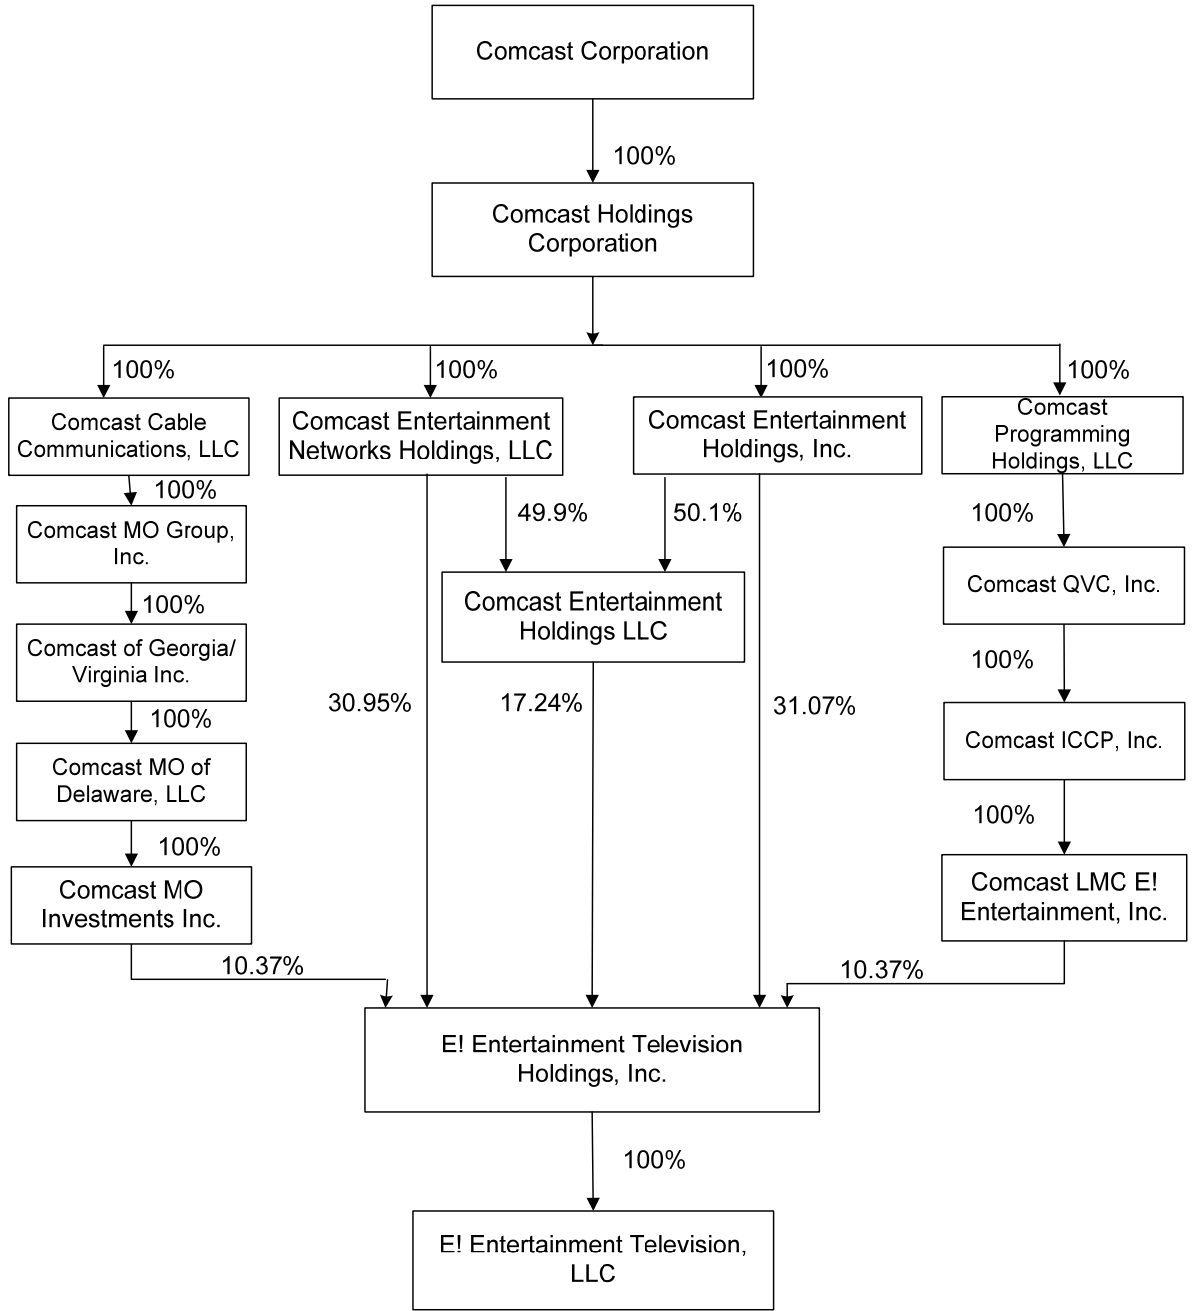 Comcast Corporation
100%
Comcast Holdings
Corporation
100%
100%
100%
100%
Comcast Cable
Communications, LLC
Comcast Entertainment
Networks Holdings, LLC
Comcast Entertainment
Holdings, Inc.
Comcast
Programming
Holdings, LLC
100%
49.9%
50.1%
100%
Comcast MO Group,
Inc.
Comcast Entertainment
Holdings LLC
Comcast QVC, Inc.
100%
Comcast of Georgia/
Virginia Inc.
100%
30.95%
17.24%
31.07%
100%
Comcast ICCP, Inc.
Comcast MO of
Delaware, LLC
100%
100%
Comcast MO
Investments Inc.
Comcast LMC E!
Entertainment, Inc.
10.37%
10.37%
E! Entertainment Television
Holdings, Inc.
100%
E! Entertainment Television,
LLC